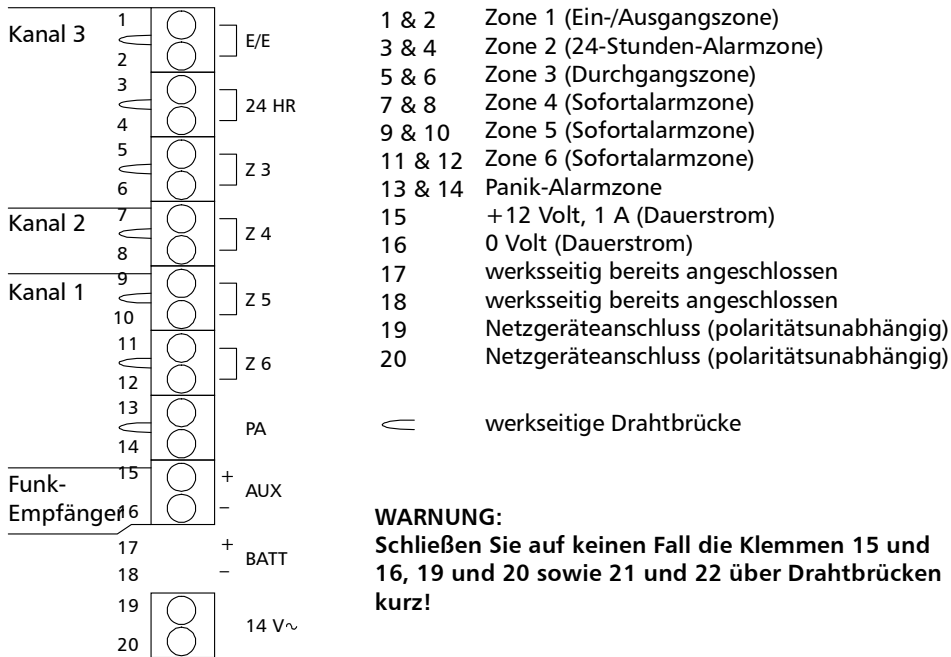 Kanal 3
1
2
E/E
3
4
24 HR
5
6
Z 3
Kanal 2
7
8
Z 4
Kanal 1
9
10
Z 5
11
12
Z 6
13
14
PA
Funk-
Empfänger
15
16
+
AUX
–
17
18
+
BATT
–
19
20
14 V~
1 & 2 Zone 1 (Ein-/Ausgangszone)
3 & 4 Zone 2 (24-Stunden-Alarmzone)
5 & 6 Zone 3 (Durchgangszone)
7 & 8 Zone 4 (Sofortalarmzone)
9 & 10 Zone 5 (Sofortalarmzone)
11 & 12 Zone 6 (Sofortalarmzone)
13 & 14 Panik-Alarmzone
15 +12 Volt, 1 A (Dauerstrom)
16 0 Volt (Dauerstrom)
17 werksseitig bereits angeschlossen
18 werksseitig bereits angeschlossen
19 Netzgeräteanschluss (polaritätsunabhängig)
20 Netzgeräteanschluss (polaritätsunabhängig)
werkseitige Drahtbrücke
WARNUNG:
Schließen Sie auf keinen Fall die Klemmen 15 und
16, 19 und 20 sowie 21 und 22 über Drahtbrücken
kurz!